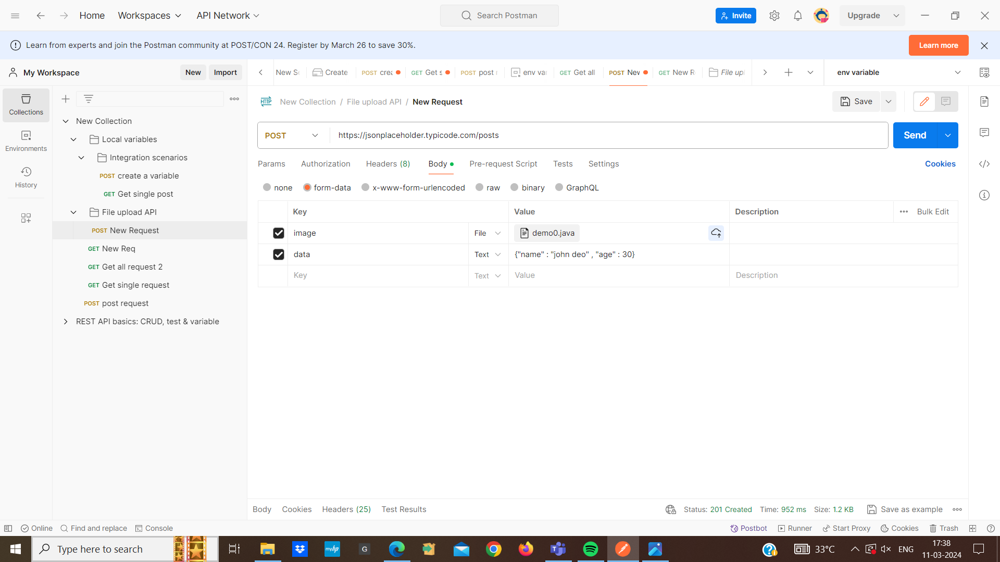 Home Workspaces API Network Search Postman Invite Upgrade
Learn from experts and join the Postman community at POST/CON 24. Register by March 26 to save 30%. Learn more
My Workspace New Import New S Create POST crea GET Get s POST post r env var GET Get all POST New GET New R File upl env variable
Collections
Environments
History
New Collection
Local variables
Integration scenarios
POST create a variable
GET Get single post
File upload API
POST New Request
GET New Req
GET Get all request 2
GET Get single request
POST post request
REST API basics: CRUD, test & variable
HTTP New Collection / File upload API / New Request Save
POST https://jsonplaceholder.typicode.com/posts Send
Params Authorization Headers (8) Body Pre-request Script Tests Settings Cookies
none form-data x-www-form-urlencoded raw binary GraphQL
Key Value Description Bulk Edit
image File demo0.java
data Text {"name" : "john deo" , "age" : 30}
Key Text Value Description
Body Cookies Headers (25) Test Results Status: 201 Created Time: 952 ms Size: 1.2 KB Save as example
Online Find and replace Console Postbot Runner Start Proxy Cookies Trash
Type here to search myhp G 33°C ENG 17:38
11-03-2024